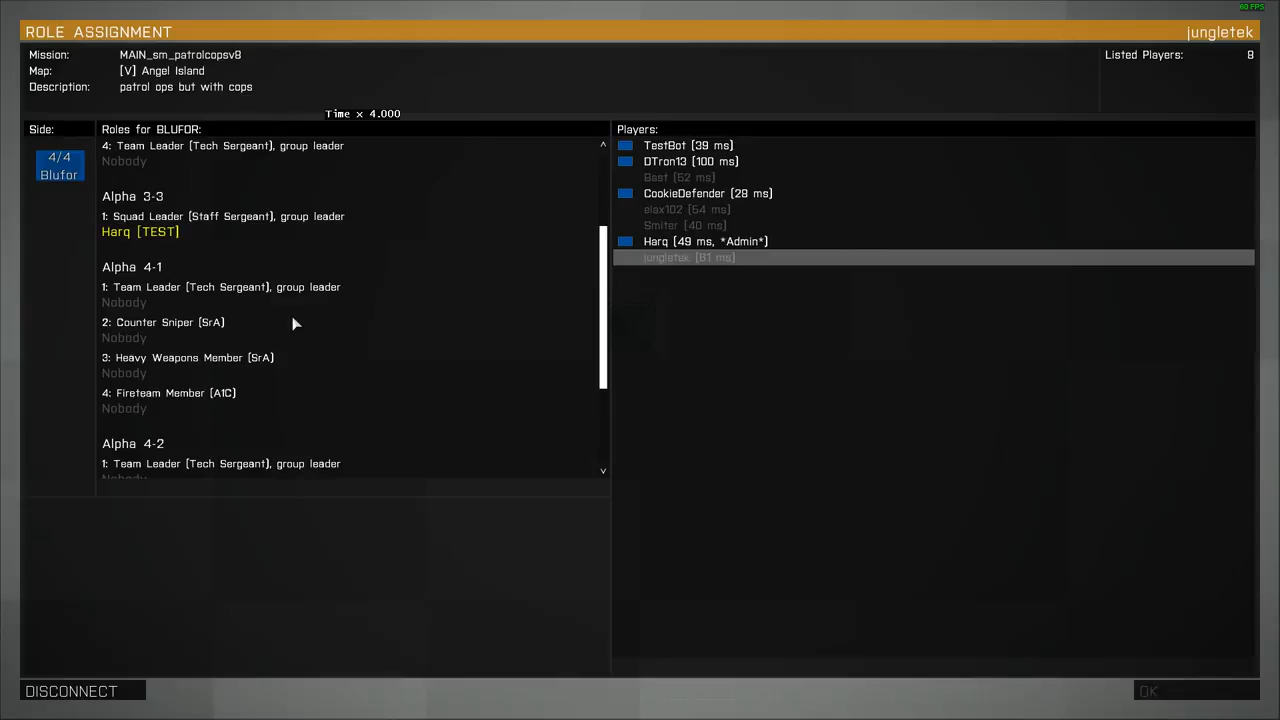 60 FPS
ROLE ASSIGNMENT
jungletek
Mission: MAIN_sm_patrolcopsv8
Listed Players: 8
Map: [V] Angel Island
Description: patrol ops but with cops
Time x 4.000
Side:
Roles for BLUFOR:
Players:
4/4
Blufor
4: Team Leader [Tech Sergeant], group leader
Nobody
Alpha 3-3
1: Squad Leader [Staff Sergeant], group leader
Harq [TEST]
Alpha 4-1
1: Team Leader [Tech Sergeant], group leader
Nobody
2: Counter Sniper [SrA]
Nobody
3: Heavy Weapons Member [SrA]
Nobody
4: Fireteam Member [A1C]
Nobody
Alpha 4-2
1: Team Leader [Tech Sergeant], group leader
Nobody
TestBot [39 ms]
DTron13 [100 ms]
Bast [52 ms]
CookieDefender [28 ms]
elax102 [54 ms]
Smiter [40 ms]
Harq [49 ms, *Admin*]
jungletek [61 ms]
DISCONNECT
OK